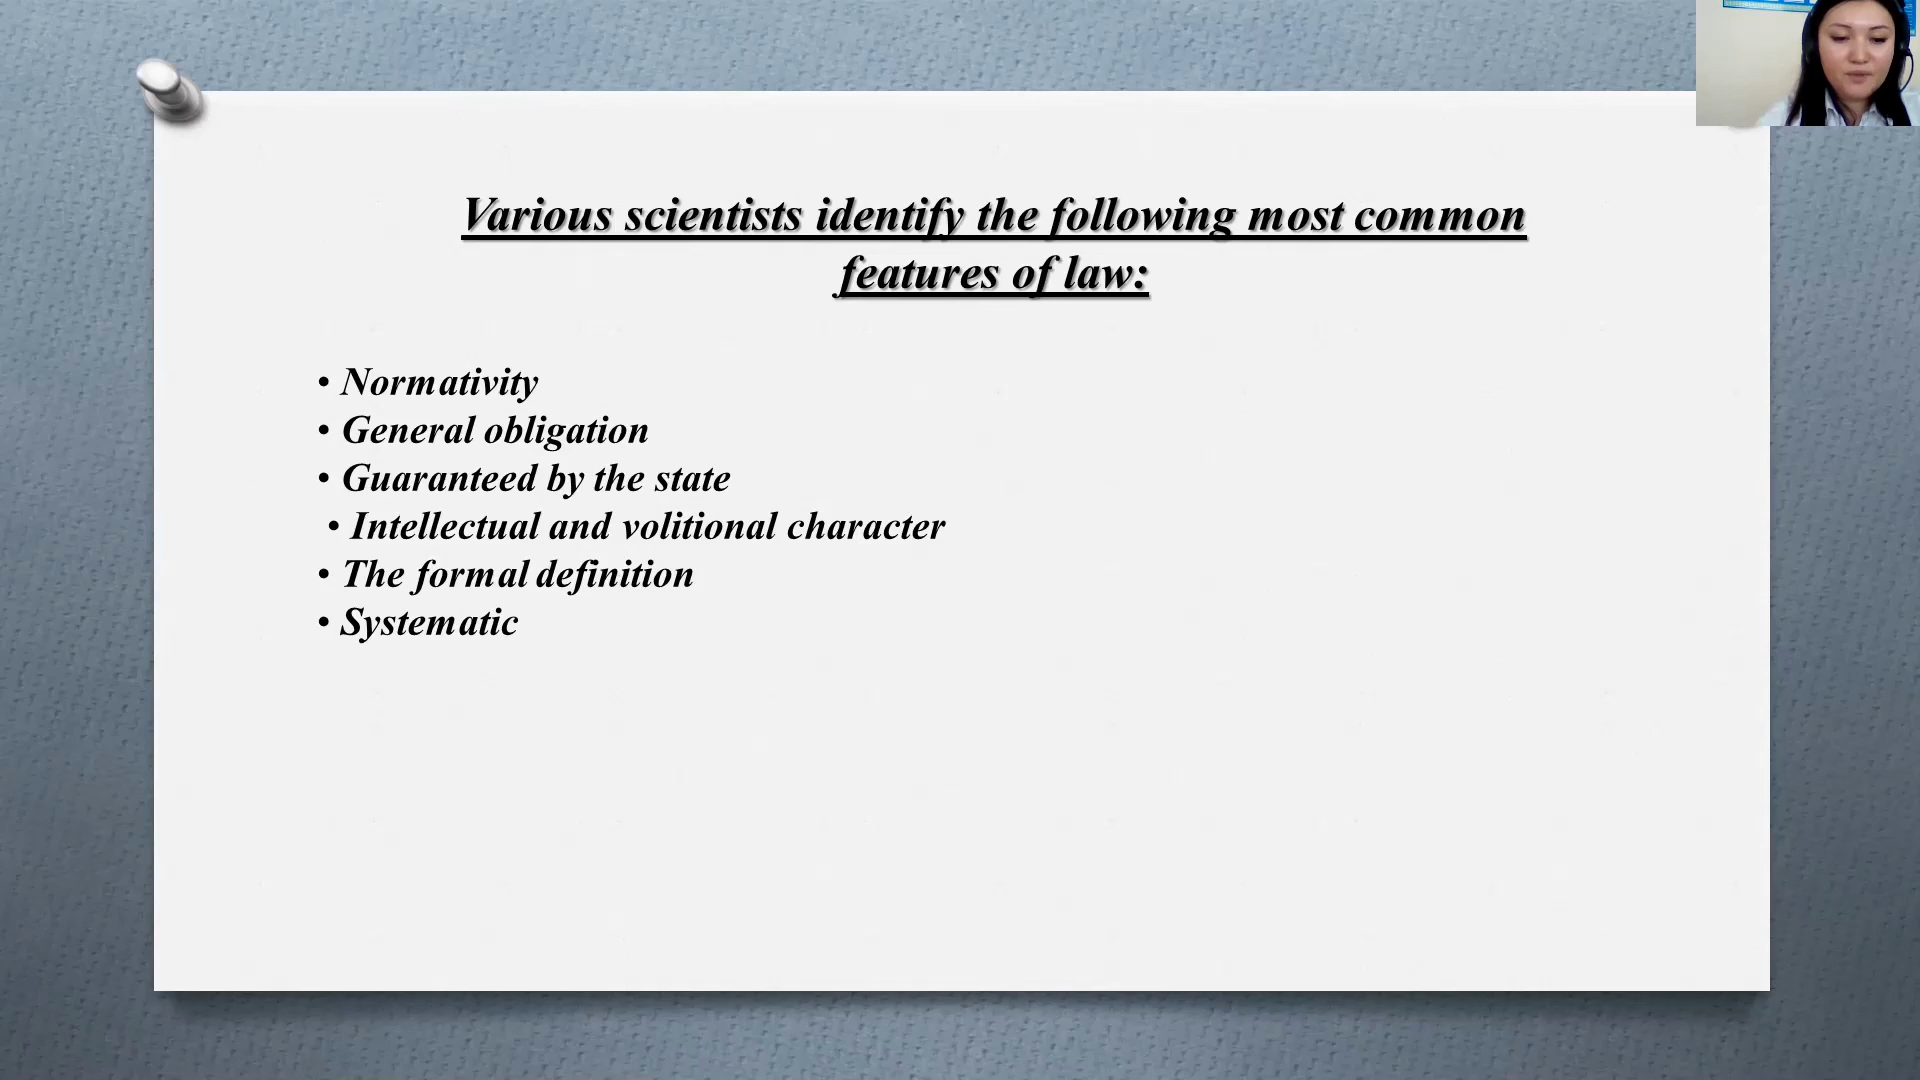 Various scientists identify the following most common
features of law:
• Normativity
• General obligation
• Guaranteed by the state
• Intellectual and volitional character
• The formal definition
• Systematic